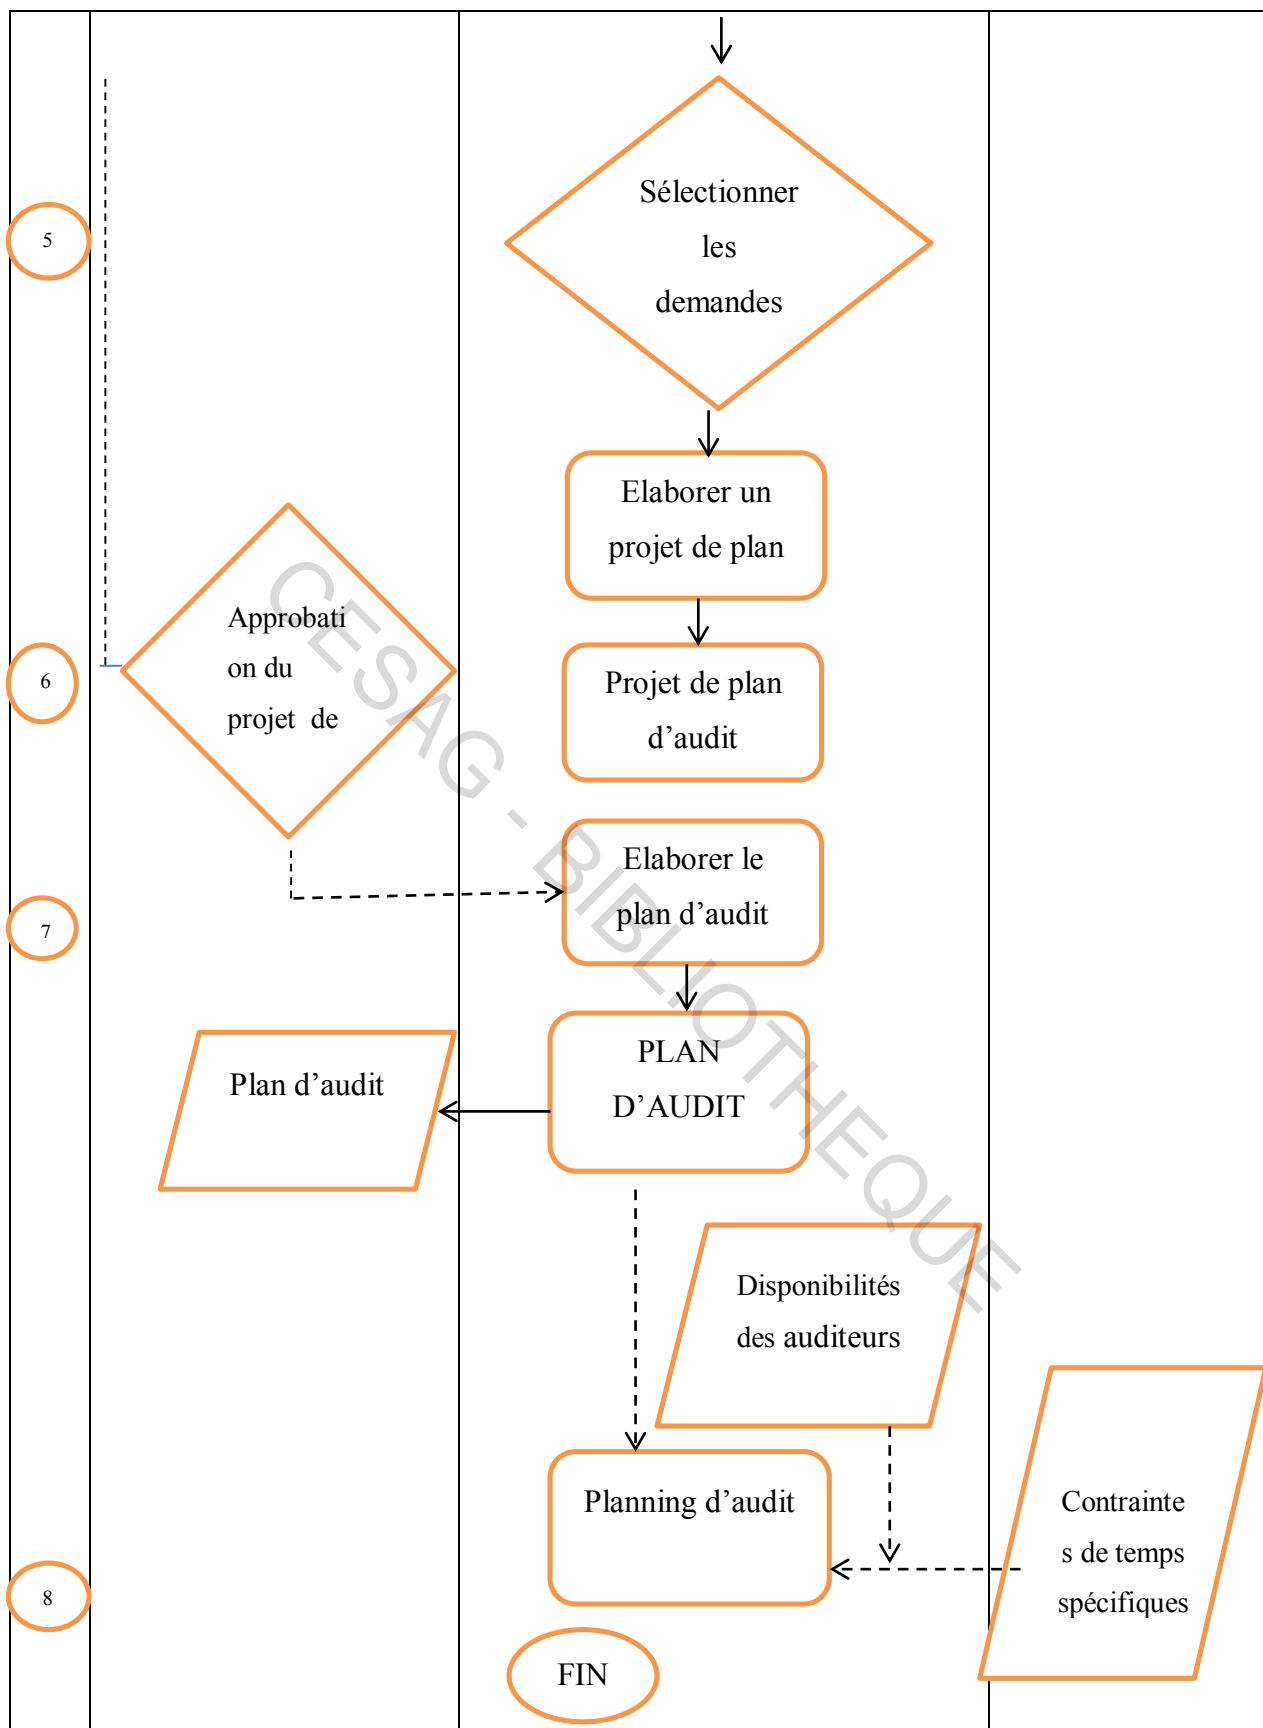 5
Sélectionner
les
demandes
Elaborer un
projet de plan
6
Approbati
on du
projet de
Projet de plan
d’audit
7
Elaborer le
plan d’audit
PLAN
D’AUDIT
Plan d’audit
Disponibilités
des auditeurs
8
Planning d’audit
Contrainte
s de temps
spécifiques
FIN
CESAG - BIBLIOTHEQUE